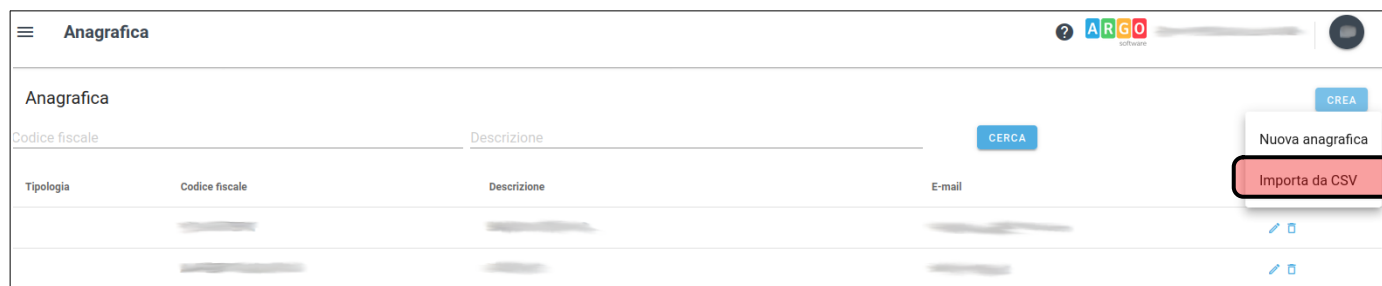 Anagrafica
ARGO
software
Anagrafica
CREA
Codice fiscale
Descrizione
CERCA
Nuova anagrafica
Importa da CSV
Tipologia
Codice fiscale
Descrizione
E-mail